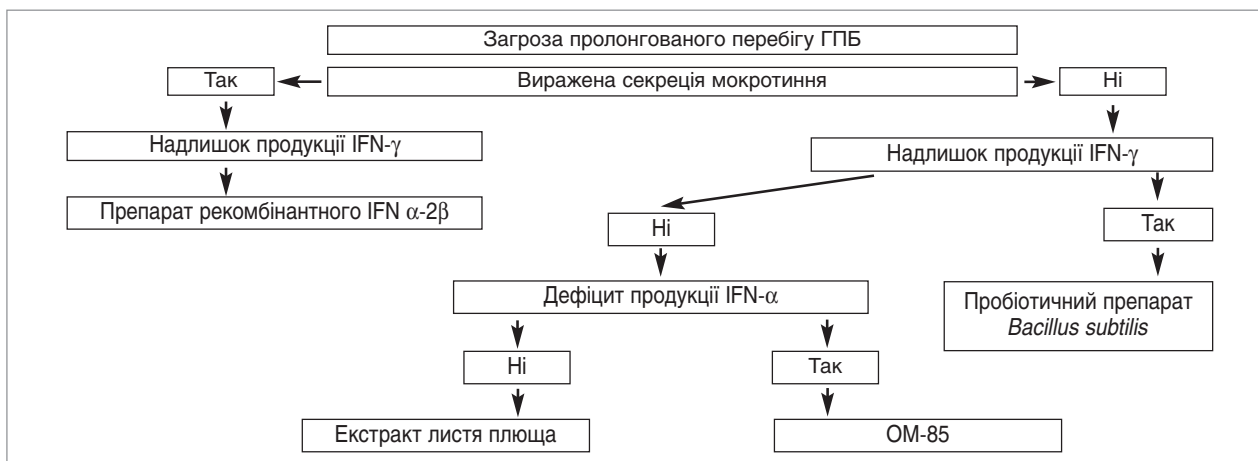 Загроза пролонгованого перебігу ГПБ
Так
Виражена секреція мокротиння
Ні
Надлишок продукції IFN-γ
Надлишок продукції IFN-γ
Препарат рекомбінантного IFN α-2β
Ні
Так
Дефіцит продукції IFN-α
Пробіотичний препарат
Bacillus subtilis
Ні
Так
Екстракт листя плюща
ОМ-85